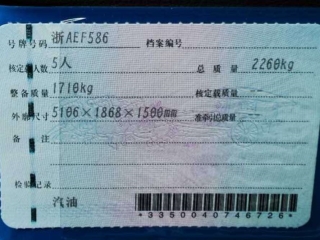 号牌号码 浙AEF586 档案编号
核定载人数 5人 总质量 2260kg
整备质量 1710kg 核定载质量 --
外廓尺寸 5106×1868×1500mm 准牵引总质量 --
备注
检验记录
汽油
*3350040746726*